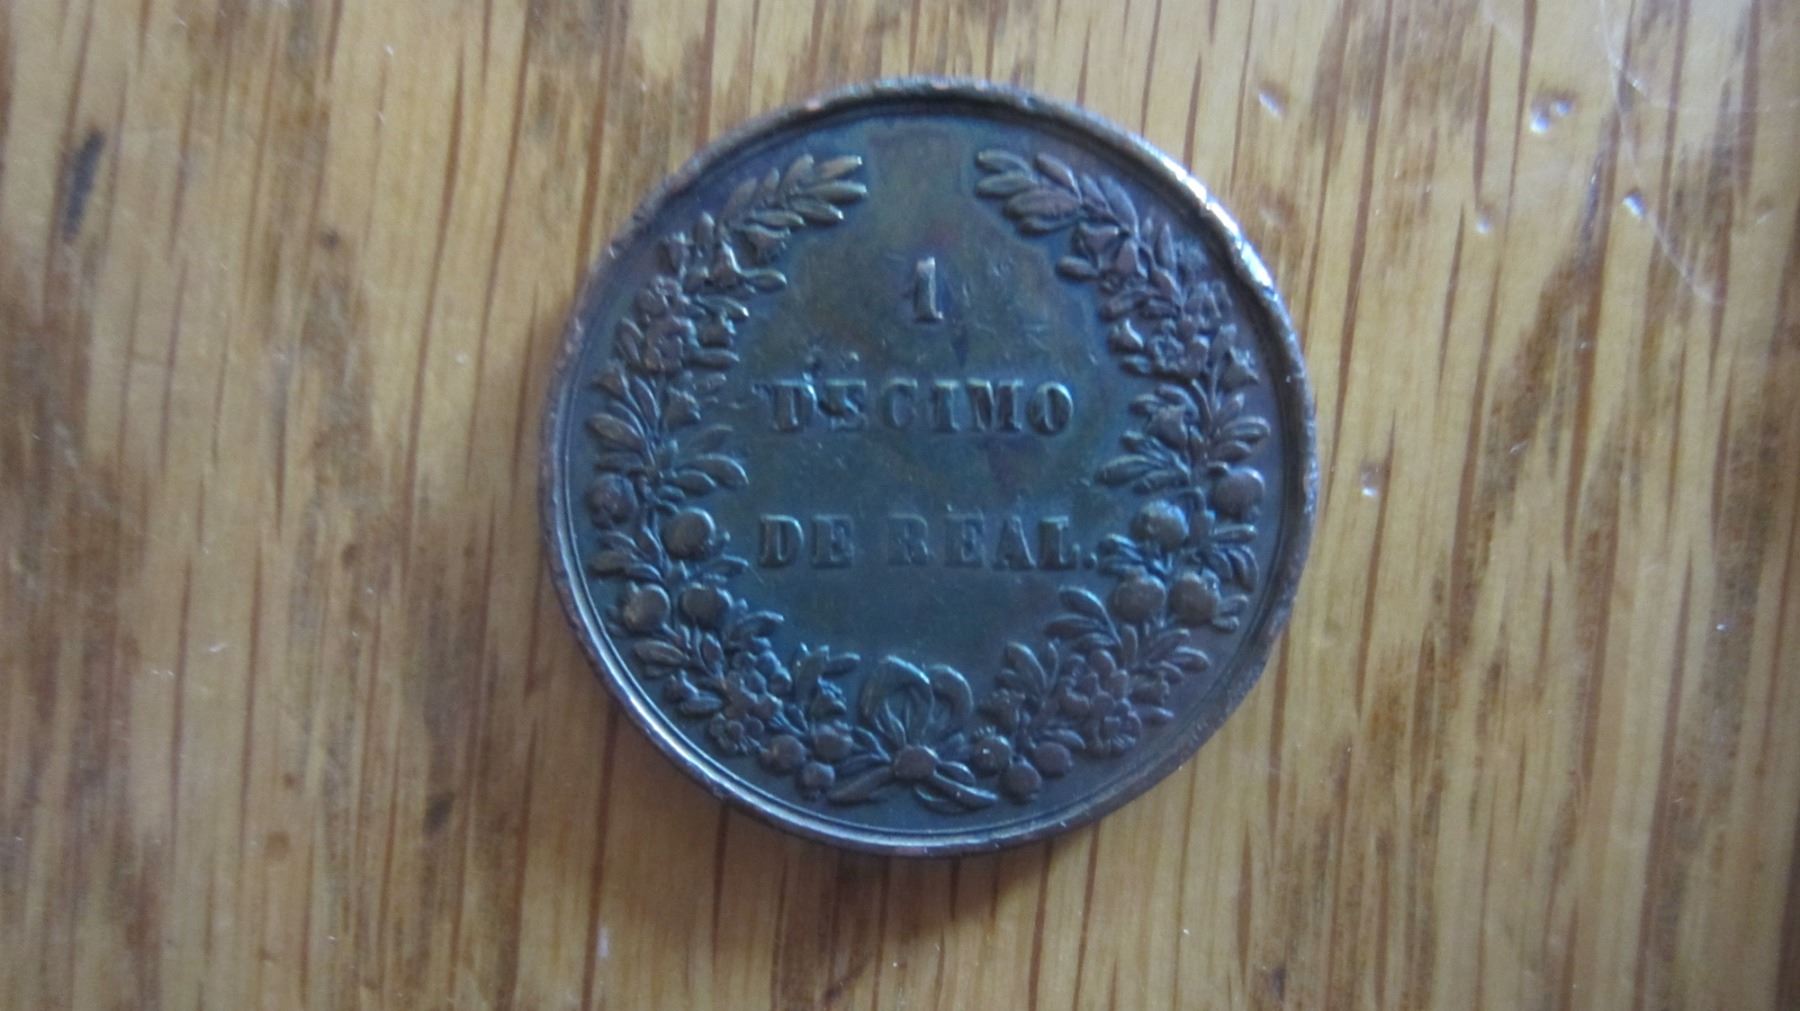 1
DECIMO
DE REAL.